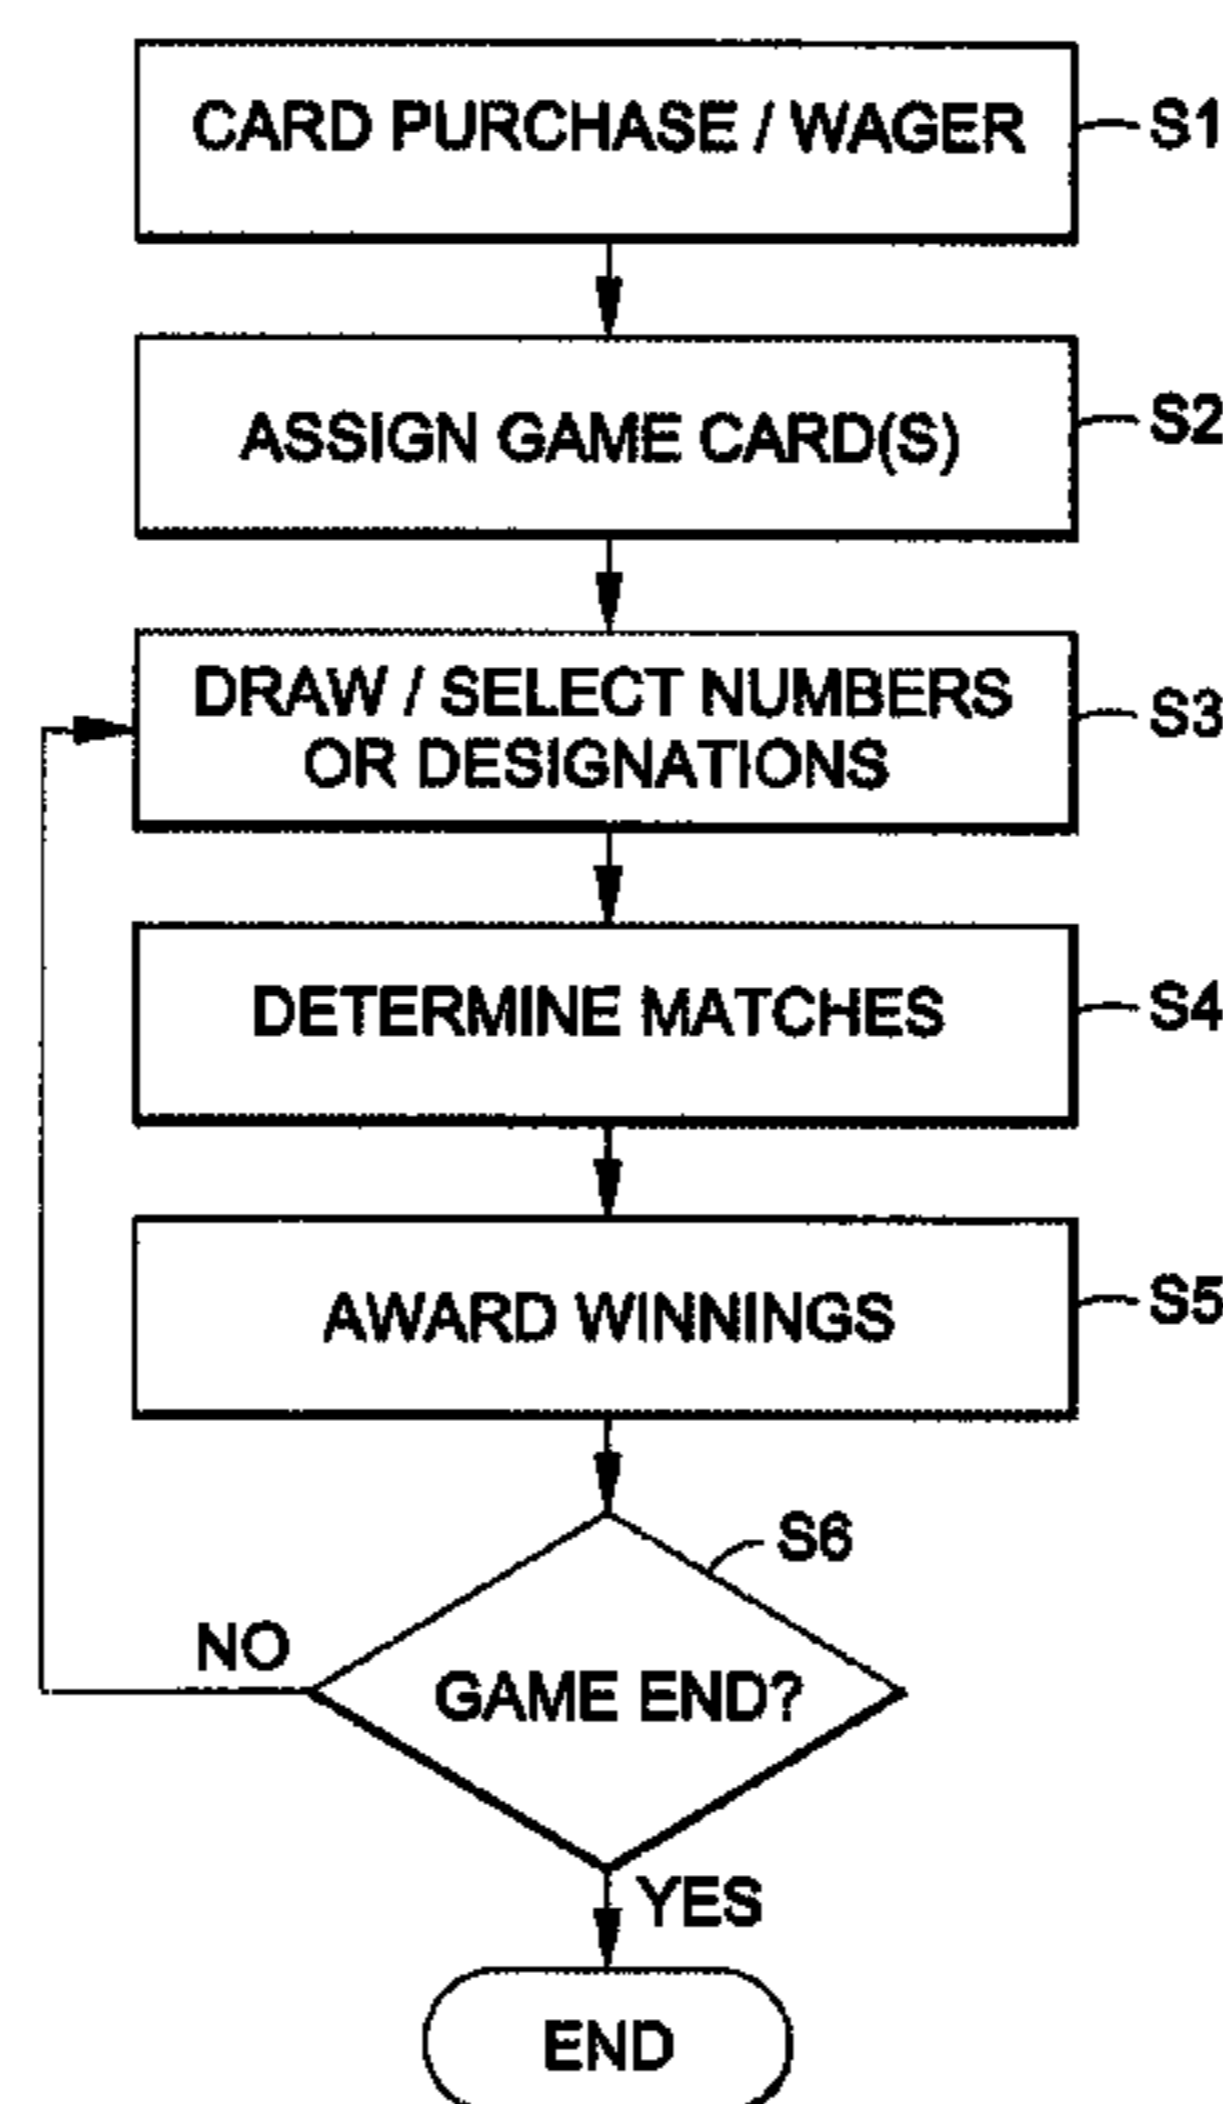 CARD PURCHASE / WAGER
S1
ASSIGN GAME CARD(S)
S2
DRAW / SELECT NUMBERS
OR DESIGNATIONS
S3
DETERMINE MATCHES
S4
AWARD WINNINGS
S5
S6
GAME END?
NO
YES
END